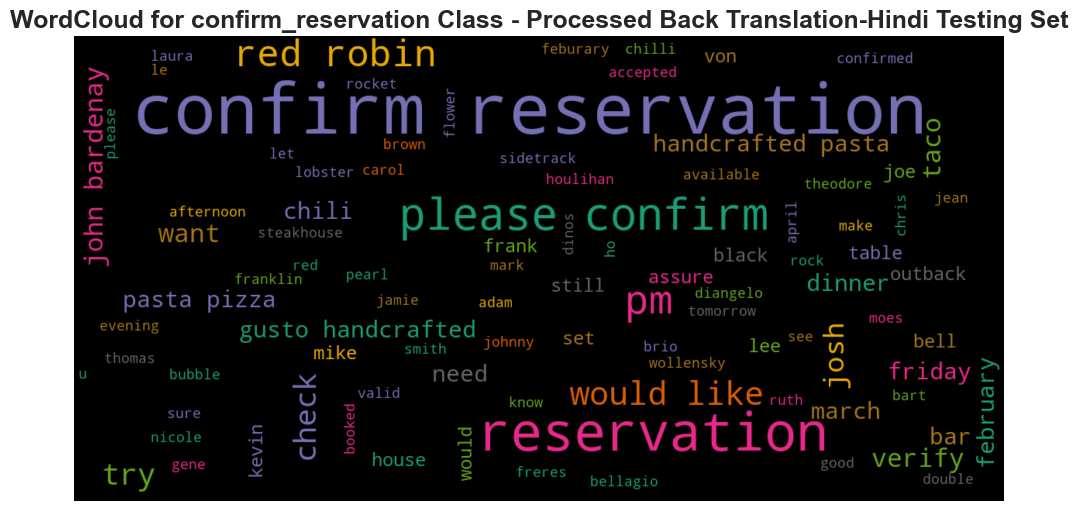 WordCloud for confirm_reservation Class - Processed Back Translation-Hindi Testing Set
laura
le
red robin
feburary
chilli
von
confirmed
accepted
rocket
please
john bardenay
confirm reservation
flower
taco
brown
handcrafted pasta
let
sidetrack
lobster
carol
houlihan
available
joe
theodore
jean
afternoon
chili
please confirm
april
chris
make
want
steakhouse
dinos
ho
frank
black
table
red
mark
rock
franklin
pearl
assure
dinner
outback
still
diangelo
pasta pizza
jamie
adam
pm
tomorrow
evening
gusto handcrafted
moes
set
johnny
see
bell
thomas
mike
smith
brio
lee
josh
wollensky
u
bubble
need
friday
check
valid
would like
ruth
bart
february
know
march
sure
booked
nicole
kevin
would
reservation
bar
gene
house
good
verify
try
freres
bellagio
double